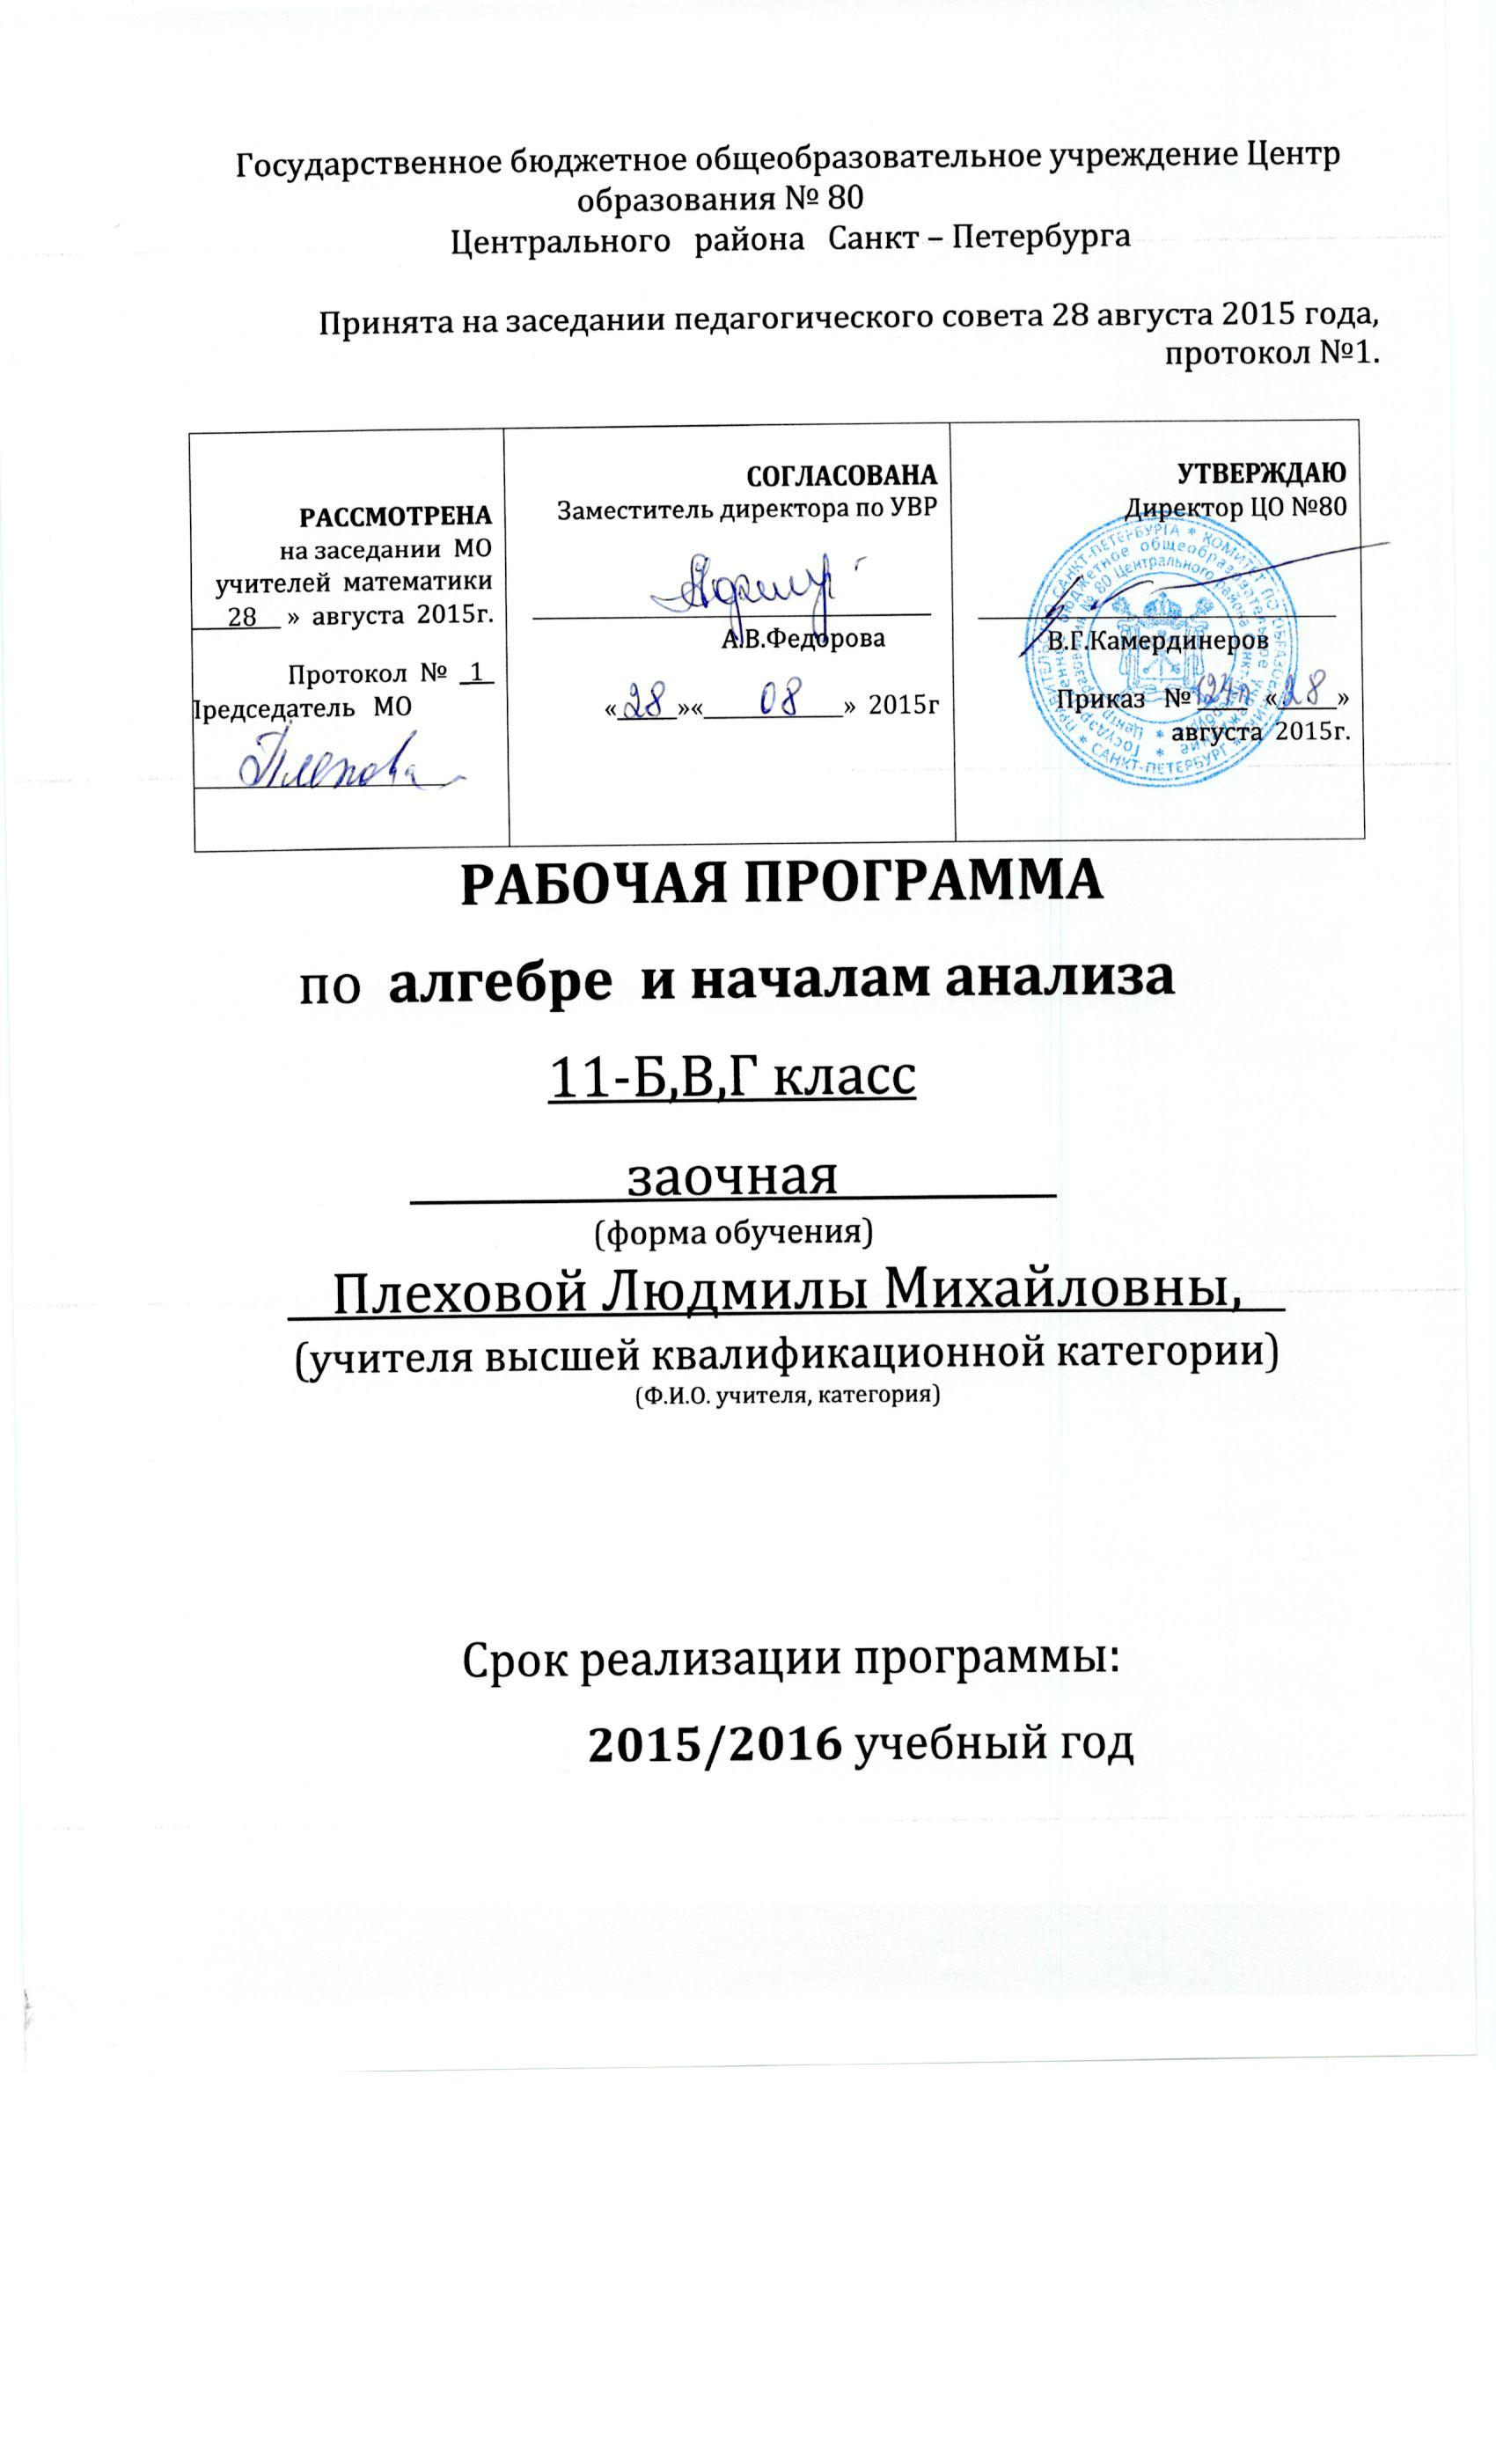 Государственное бюджетное общеобразовательное учреждение Центр
образования № 80
Центрального района Санкт – Петербурга
Принята на заседании педагогического совета 28 августа 2015 года,
протокол №1.
РАССМОТРЕНА
на заседании МО
учителей математики
28 » августа 2015г.
Протокол № 1
Председатель МО
Плехова
СОГЛАСОВАНА
Заместитель директора по УВР
А.В.Федорова
«28»«08» 2015г
УТВЕРЖДАЮ
Директор ЦО №80
В.Г.Камердинеров
Приказ № «28»
августа 2015г.
РАБОЧАЯ ПРОГРАММА
по алгебре и началам анализа
11-Б,В,Г класс
заочная
(форма обучения)
Плеховой Людмилы Михайловны,
(учителя высшей квалификационной категории)
(Ф.И.О. учителя, категория)
Срок реализации программы:
2015/2016 учебный год